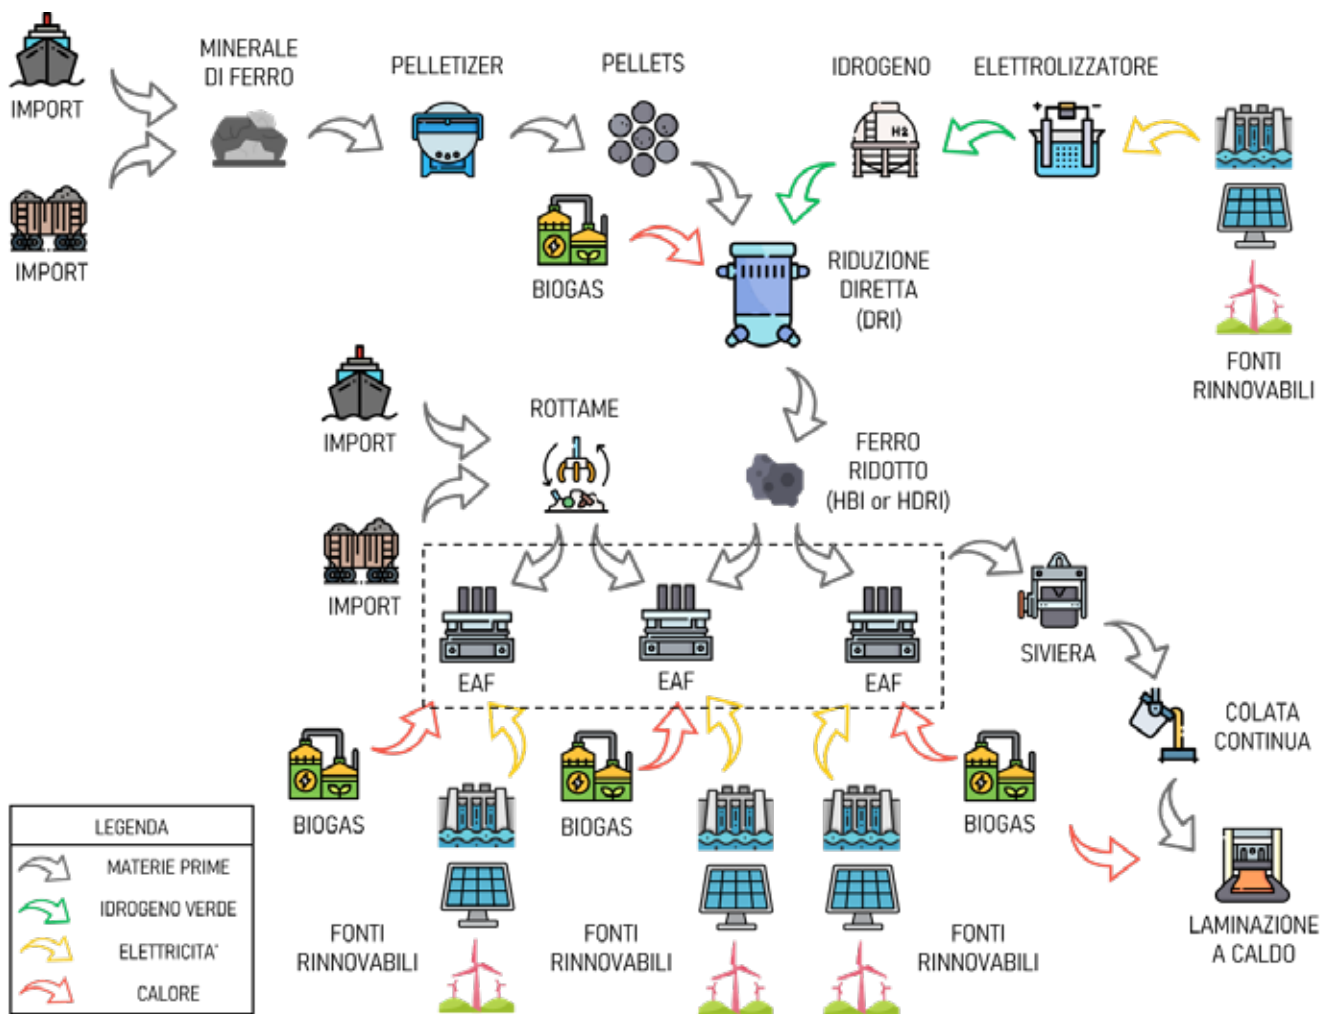 IMPORT
IMPORT
MINERALE
DI FERRO
PELLETIZER
PELLETS
IDROGENO
H2
ELETTROLIZZATORE
+ -
FONTI
RINNOVABILI
BIOGAS
RIDUZIONE
DIRETTA
(DRI)
IMPORT
IMPORT
ROTTAME
FERRO
RIDOTTO
(HBI or HDRI)
EAF
EAF
EAF
SIVIERA
COLATA
CONTINUA
LAMINAZIONE
A CALDO
BIOGAS
BIOGAS
BIOGAS
FONTI
RINNOVABILI
FONTI
RINNOVABILI
FONTI
RINNOVABILI
LEGENDA
MATERIE PRIME
IDROGENO VERDE
ELETTRICITA'
CALORE